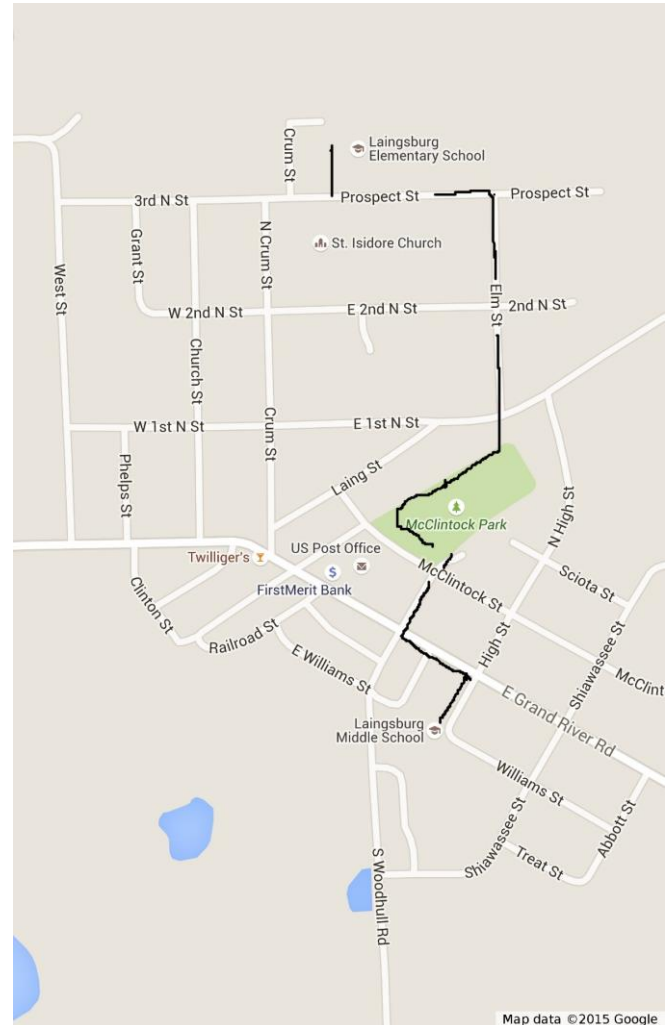 Crum St
Laingsburg
Elementary School
3rd N St
Prospect St
Prospect St
Grant St
N Crum St
St. Isidore Church
West St
Elm St
W 2nd N St
E 2nd N St
2nd N St
Church St
Crum St
W 1st N St
E 1st N St
Phelps St
Laing St
N High St
McClintock Park
US Post Office
Twilliger's
FirstMerit Bank
McClintock St
Sciota St
Clinton St
Railroad St
E Williams St
High St
Shiawassee St
McClint
E Grand River Rd
Laingsburg
Middle School
Williams St
Abbott St
Shiawassee St
Treat St
S Woodhull Rd
Map data ©2015 Google